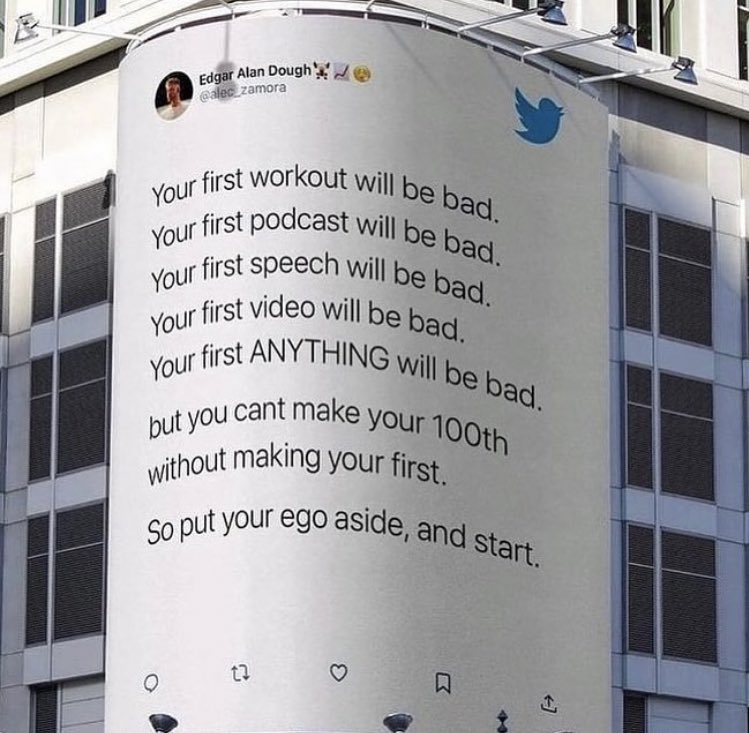 Edgar Alan Dough
@alec_zamora
Your first workout will be bad.
Your first podcast will be bad.
Your first speech will be bad.
Your first video will be bad.
Your first ANYTHING will be bad.
but you cant make your 100th
without making your first.
So put your ego aside, and start.